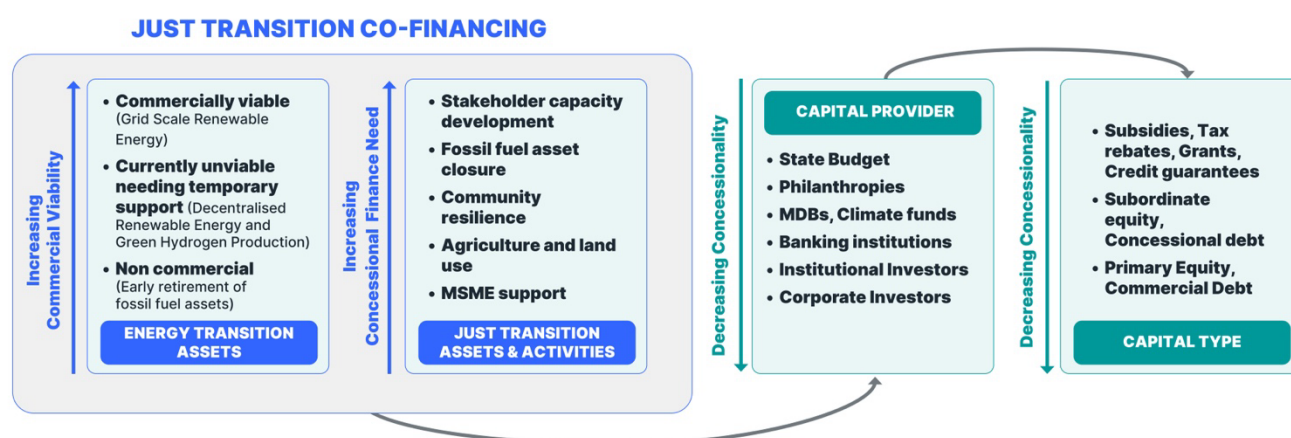 JUST TRANSITION CO-FINANCING
Increasing
Commercial Viability
• Commercially viable
(Grid Scale Renewable
Energy)
• Currently unviable
needing temporary
support (Decentralised
Renewable Energy and
Green Hydrogen Production)
• Non commercial
(Early retirement of
fossil fuel assets)
ENERGY TRANSITION
ASSETS
Increasing
Concessional Finance Need
• Stakeholder capacity
development
• Fossil fuel asset
closure
• Community
resilience
• Agriculture and land
use
• MSME support
JUST TRANSITION
ASSETS & ACTIVITIES
Decreasing Concessionality
CAPITAL PROVIDER
• State Budget
• Philanthropies
• MDBs, Climate funds
• Banking institutions
• Institutional Investors
• Corporate Investors
Decreasing Concessionality
• Subsidies, Tax
rebates, Grants,
Credit guarantees
• Subordinate
equity,
Concessional debt
• Primary Equity,
Commercial Debt
CAPITAL TYPE